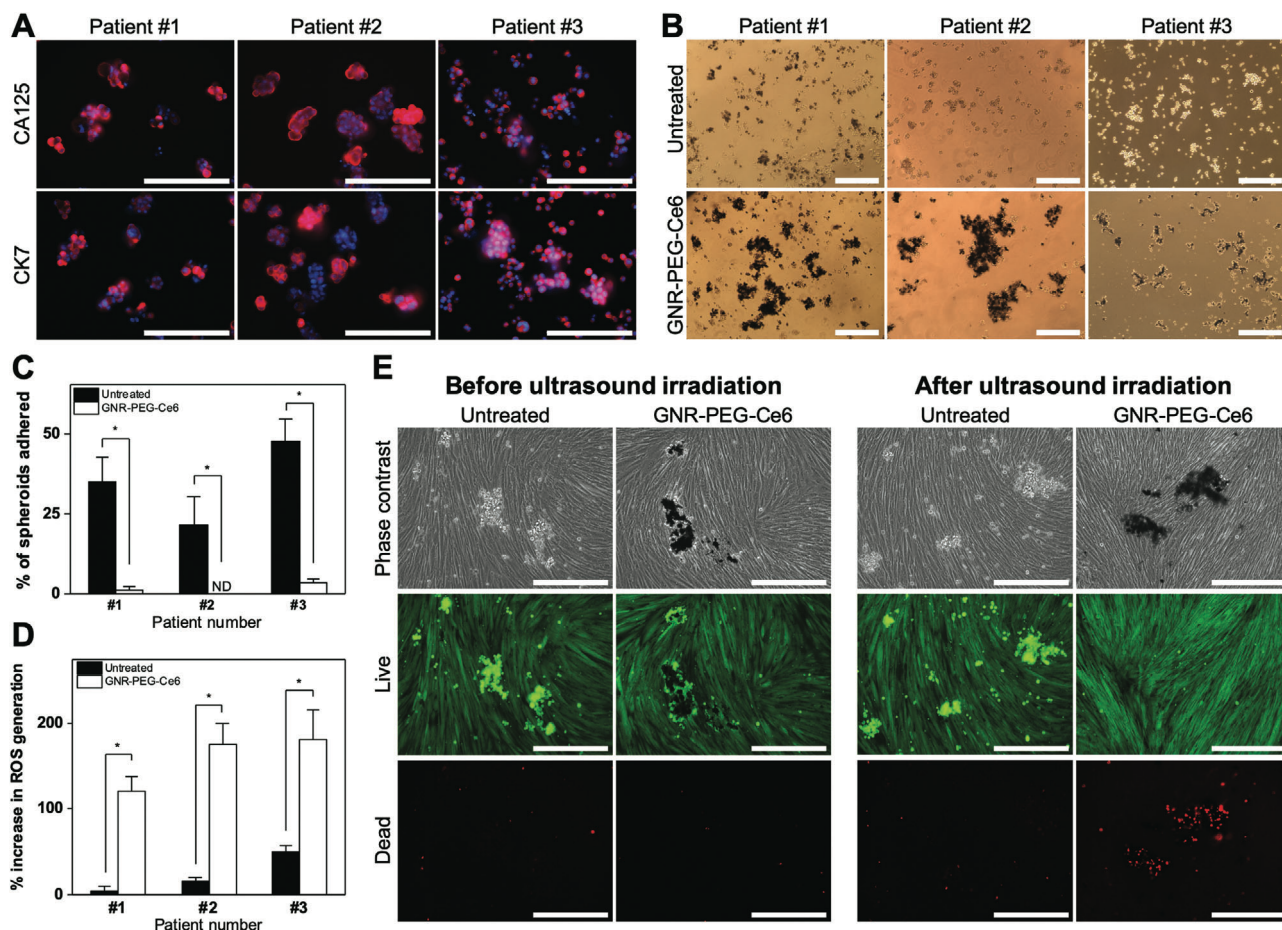 A
Patient #1 Patient #2 Patient #3
CA125
CK7
B
Patient #1 Patient #2 Patient #3
Untreated
GNR-PEG-Ce6
C
Untreated
GNR-PEG-Ce6
% of spheroids adhered
50
25
0
*
*
*
ND
#1 #2 #3
Patient number
D
Untreated
GNR-PEG-Ce6
% increase in ROS generation
200
100
0
*
*
*
#1 #2 #3
Patient number
E
Before ultrasound irradiation After ultrasound irradiation
Untreated GNR-PEG-Ce6 Untreated GNR-PEG-Ce6
Phase contrast
Live
Dead